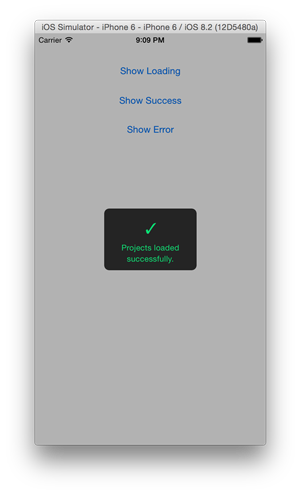 iOS Simulator - iPhone 6 - iPhone 6 / iOS 8.2 (12D5480a)
Carrier 9:09 PM
Show Loading
Show Success
Show Error
✓
Projects loaded
successfully.